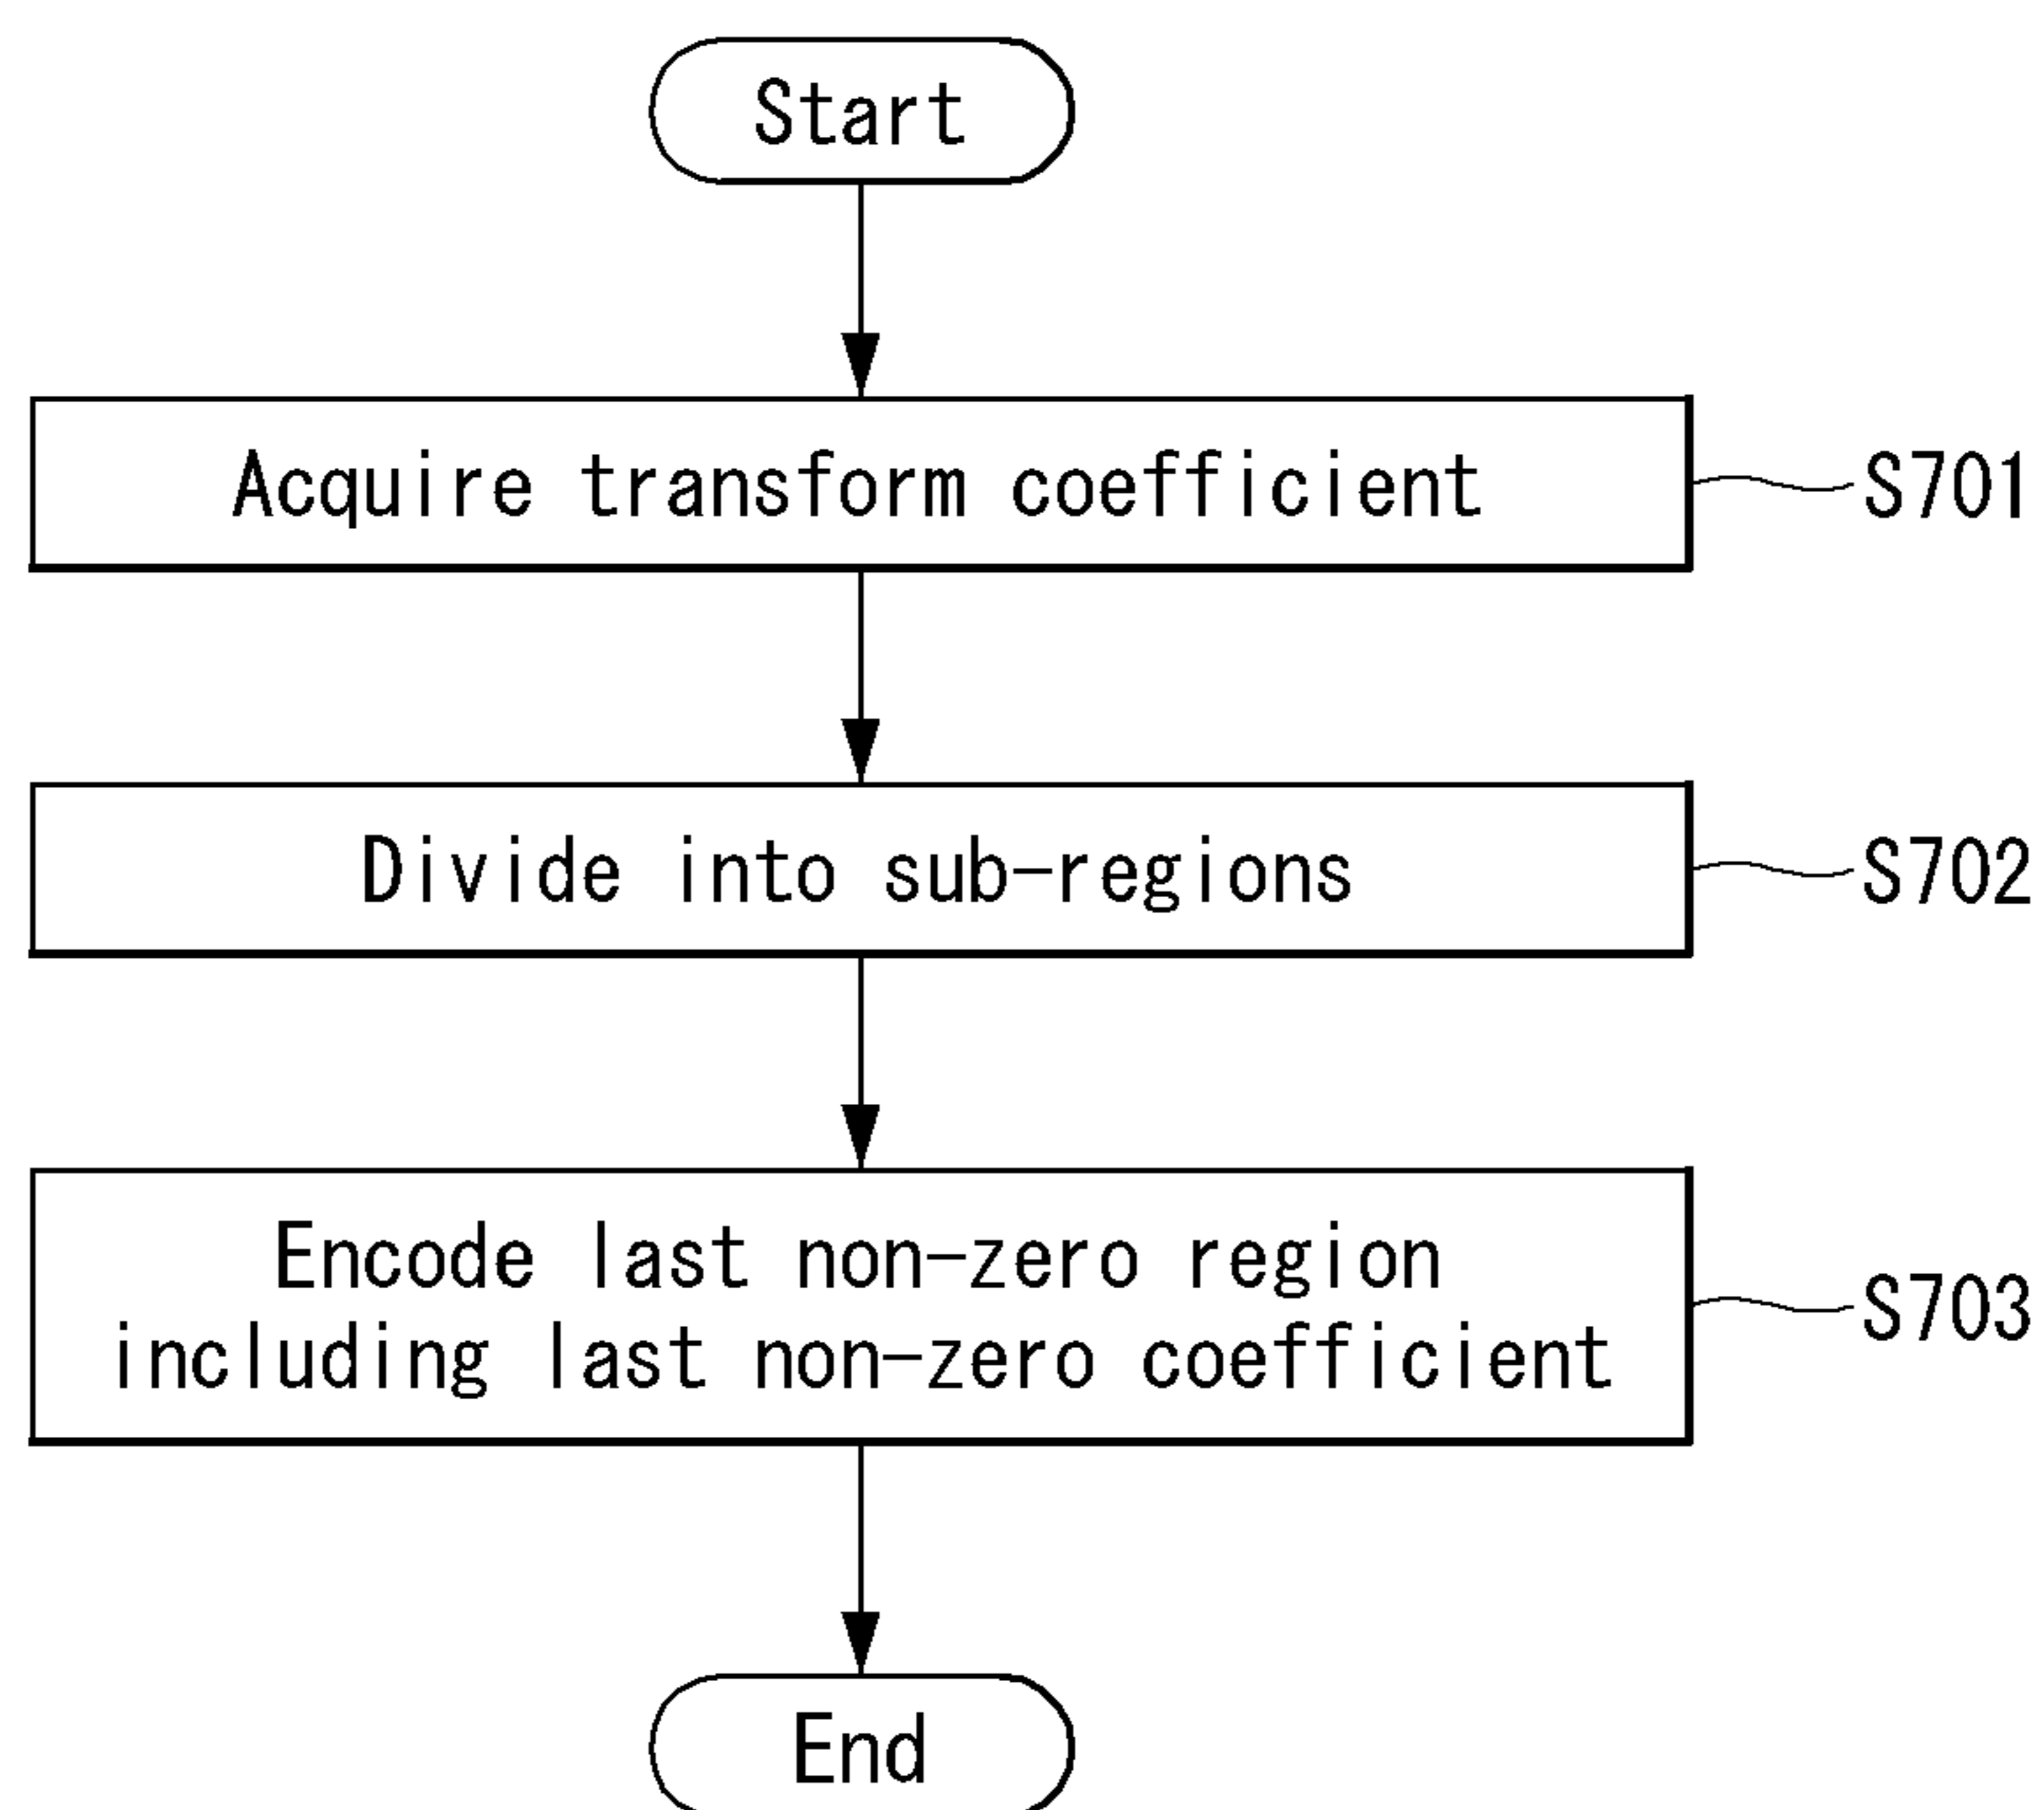 Start
Acquire transform coefficient
S701
Divide into sub-regions
S702
Encode last non-zero region
including last non-zero coefficient
S703
End